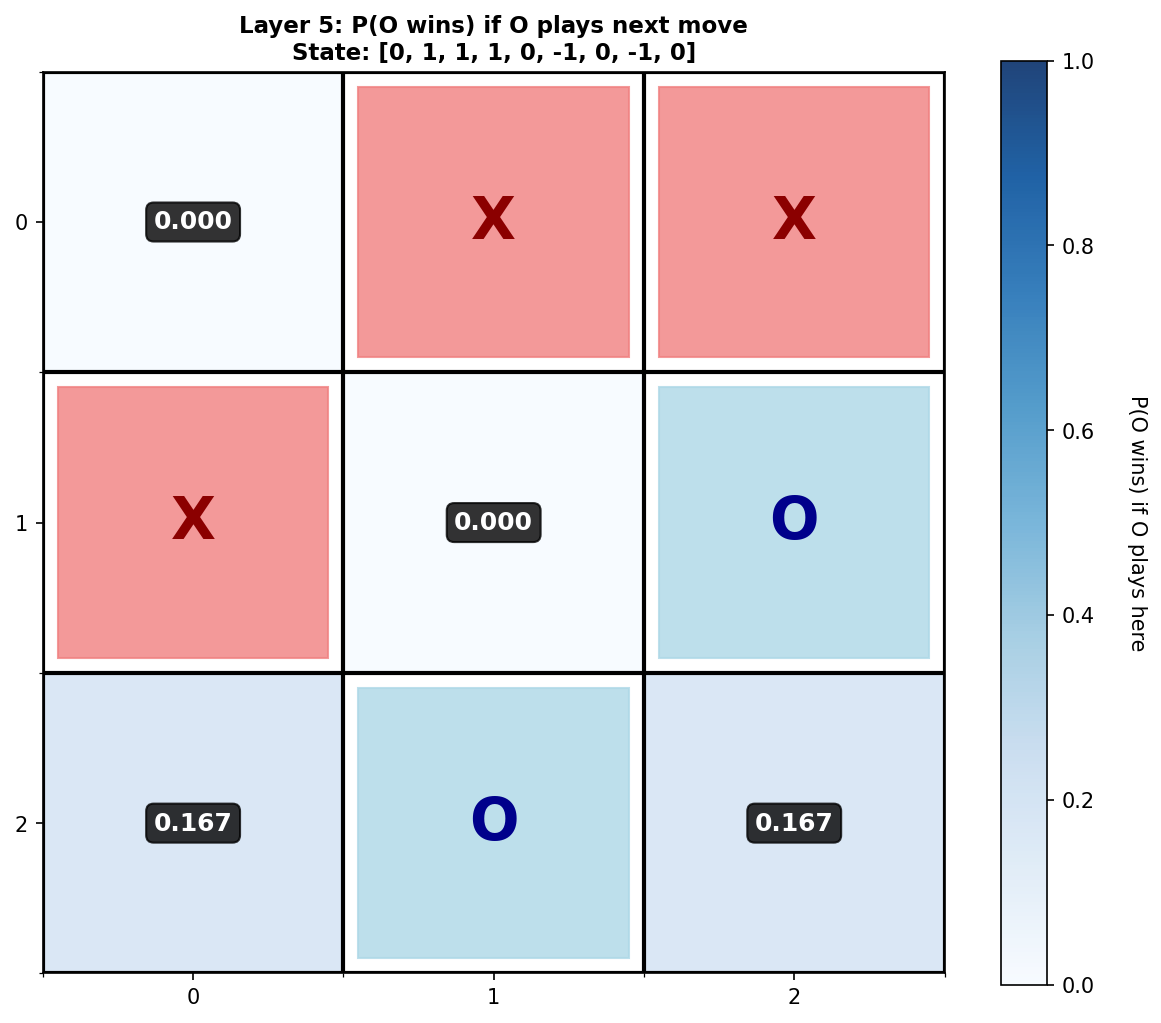 Layer 5: P(O wins) if O plays next move
State: [0, 1, 1, 1, 0, -1, 0, -1, 0]
0.000
X
X
X
0.000
O
0.167
O
0.167
0
1
2
0
1
2
1.0
0.8
0.6
0.4
0.2
0.0
P(O wins) if O plays here